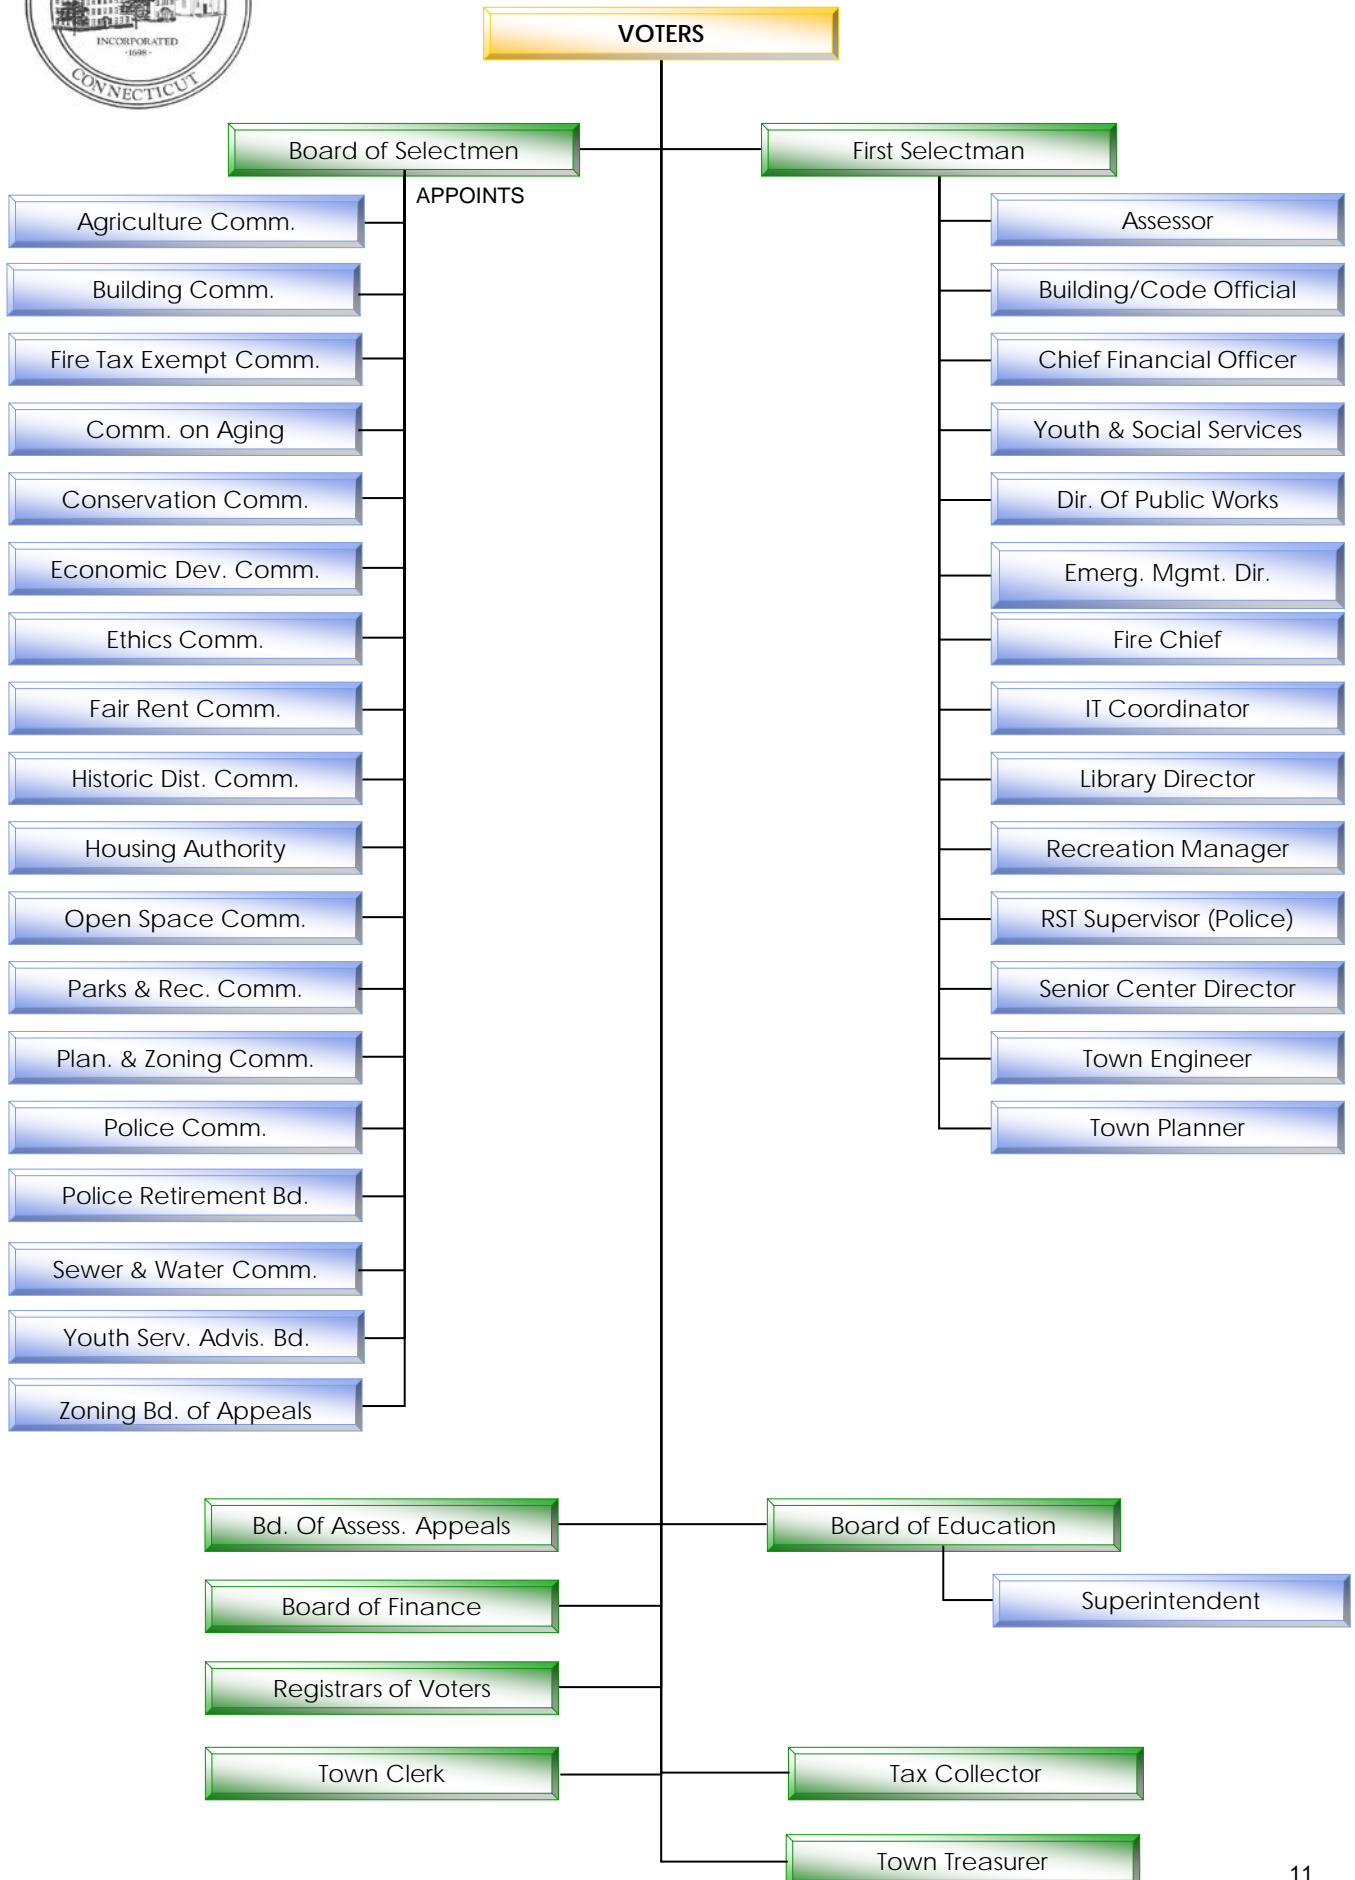 INCORPORATED
-1698-
CONNECTICUT
VOTERS
Board of Selectmen
First Selectman
APPOINTS
Agriculture Comm.
Building Comm.
Fire Tax Exempt Comm.
Comm. on Aging
Conservation Comm.
Economic Dev. Comm.
Ethics Comm.
Fair Rent Comm.
Historic Dist. Comm.
Housing Authority
Open Space Comm.
Parks & Rec. Comm.
Plan. & Zoning Comm.
Police Comm.
Police Retirement Bd.
Sewer & Water Comm.
Youth Serv. Advis. Bd.
Zoning Bd. of Appeals
Assessor
Building/Code Official
Chief Financial Officer
Youth & Social Services
Dir. Of Public Works
Emerg. Mgmt. Dir.
Fire Chief
IT Coordinator
Library Director
Recreation Manager
RST Supervisor (Police)
Senior Center Director
Town Engineer
Town Planner
Bd. Of Assess. Appeals
Board of Education
Superintendent
Board of Finance
Registrars of Voters
Town Clerk
Tax Collector
Town Treasurer
11